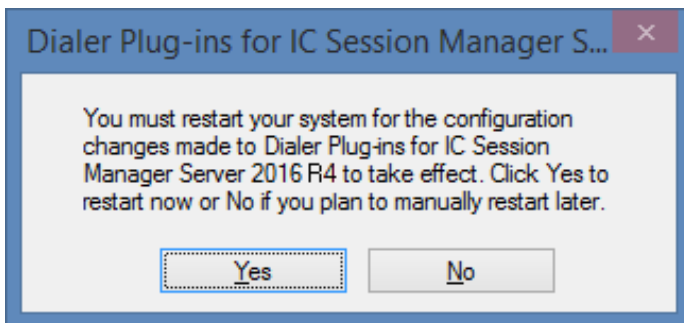 Dialer Plug-ins for IC Session Manager S...
You must restart your system for the configuration
changes made to Dialer Plug-ins for IC Session
Manager Server 2016 R4 to take effect. Click Yes to
restart now or No if you plan to manually restart later.
Yes
No